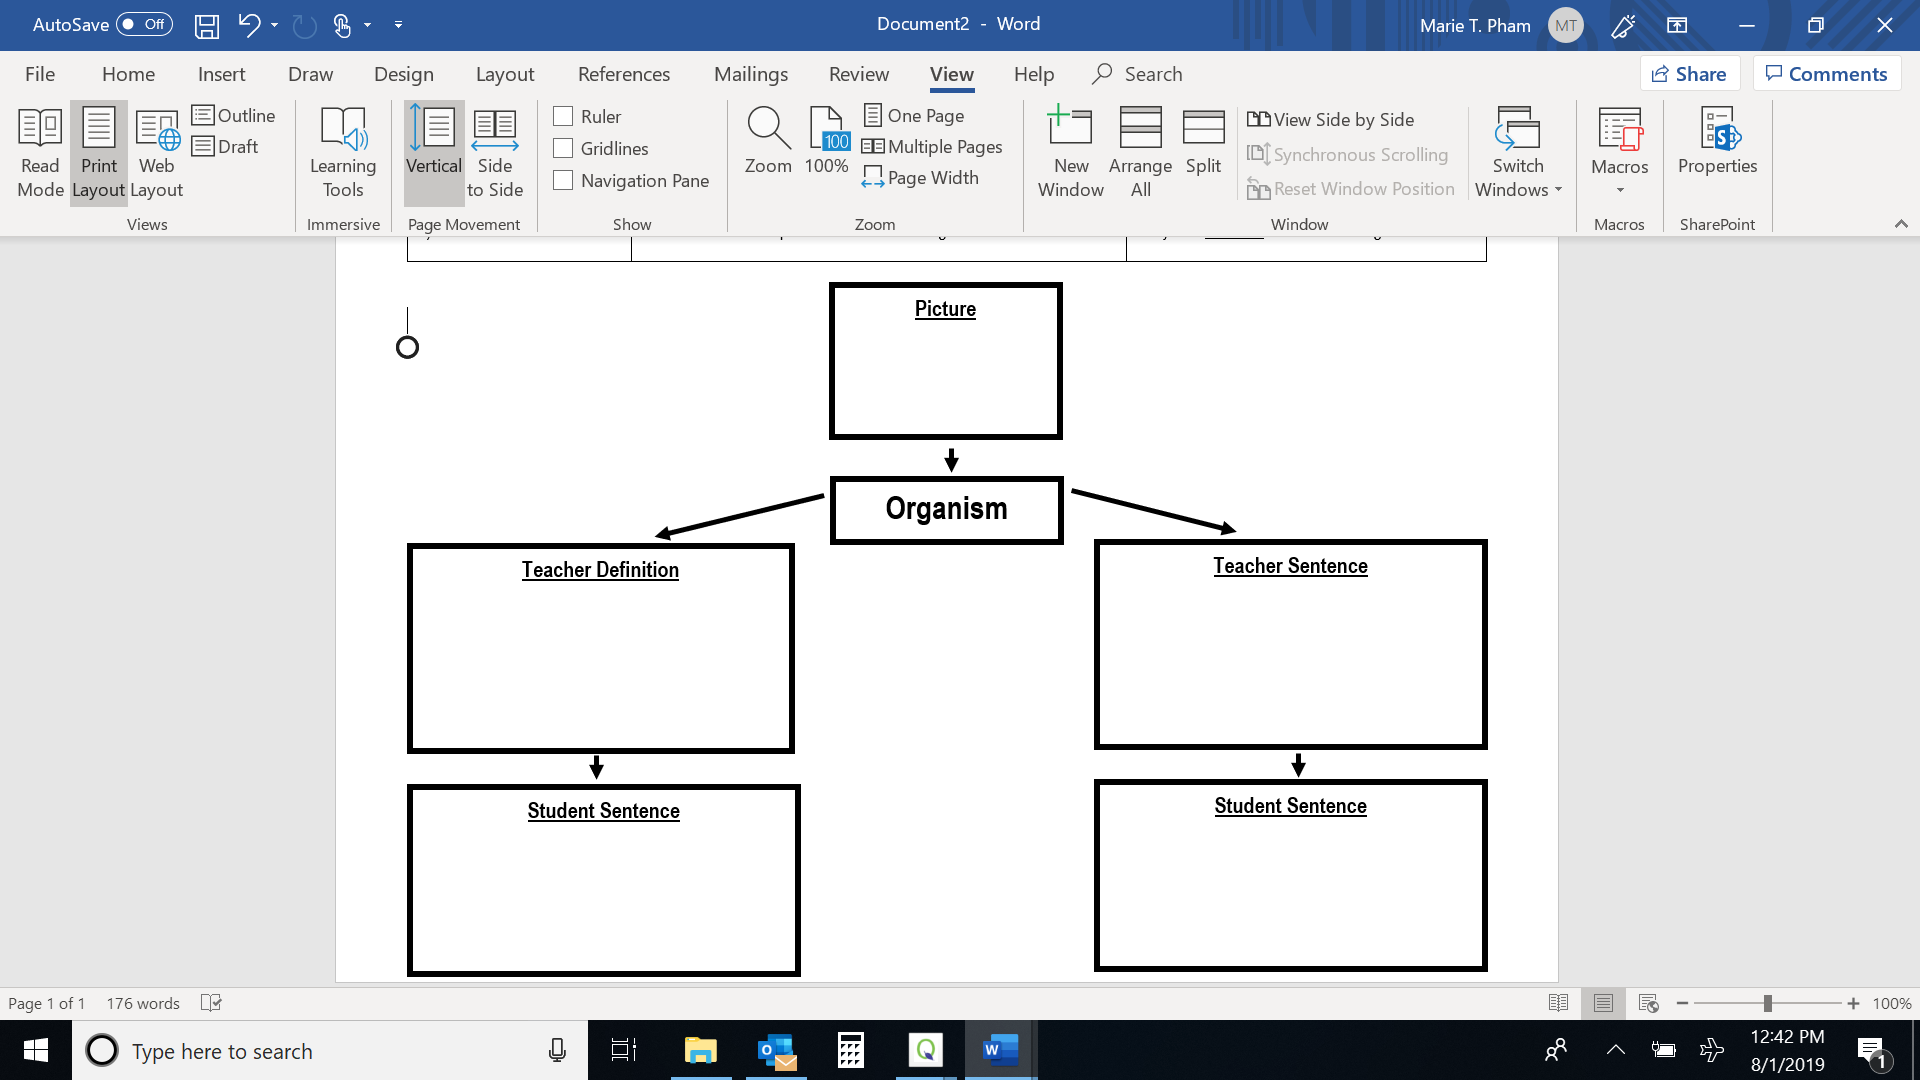 AutoSave Off Document2 - Word Marie T. Pham MT
File Home Insert Draw Design Layout References Mailings Review View Help Search Share Comments
Read Mode
Print Layout
Web Layout
Outline
Draft
Views
Learning Tools
Immersive
Vertical
Side to Side
Page Movement
Ruler
Gridlines
Navigation Pane
Show
Zoom
100
100%
One Page
Multiple Pages
Page Width
Zoom
New Window
Arrange All
Split
View Side by Side
Synchronous Scrolling
Reset Window Position
Switch Windows
Window
Macros
Macros
Properties
SharePoint
Picture
Organism
Teacher Definition
Teacher Sentence
Student Sentence
Student Sentence
Page 1 of 1 176 words 100%
Type here to search
12:42 PM
8/1/2019
1